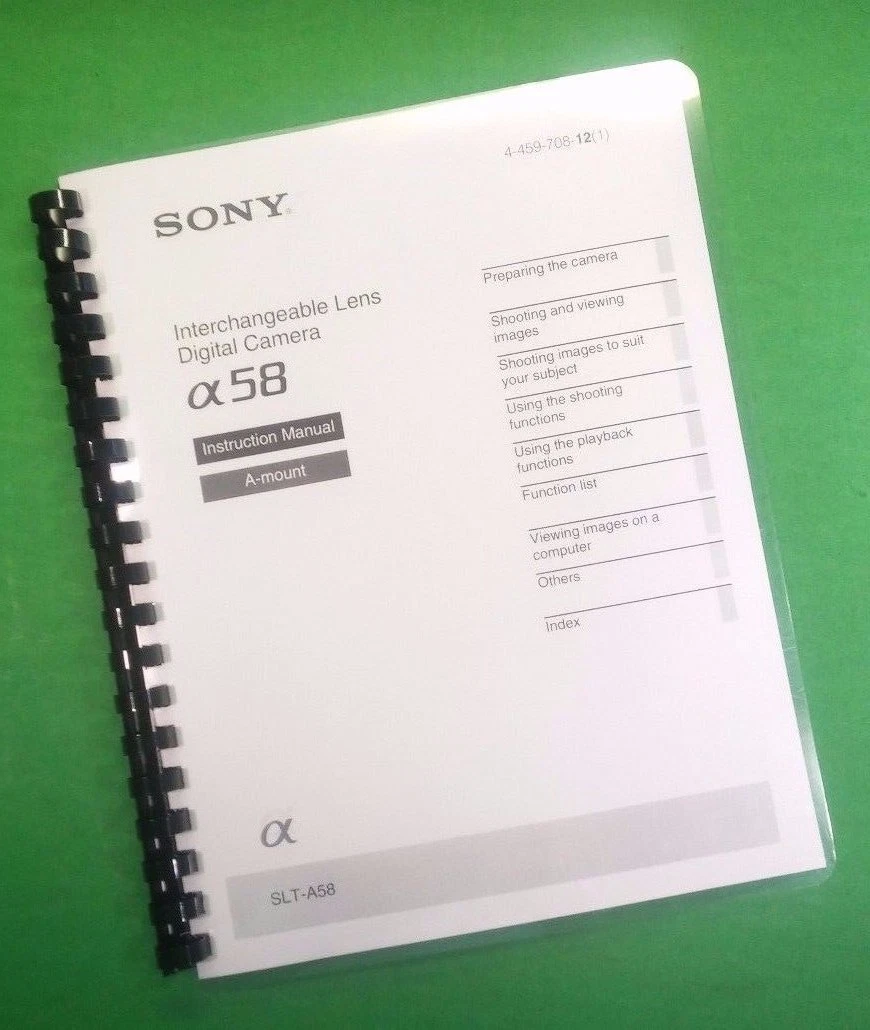 4-459-708-12(1)
SONY
Interchangeable Lens
Digital Camera
α58
Instruction Manual
A-mount
Preparing the camera
Shooting and viewing
images
Shooting images to suit
your subject
Using the shooting
functions
Using the playback
functions
Function list
Viewing images on a
computer
Others
Index
α
SLT-A58